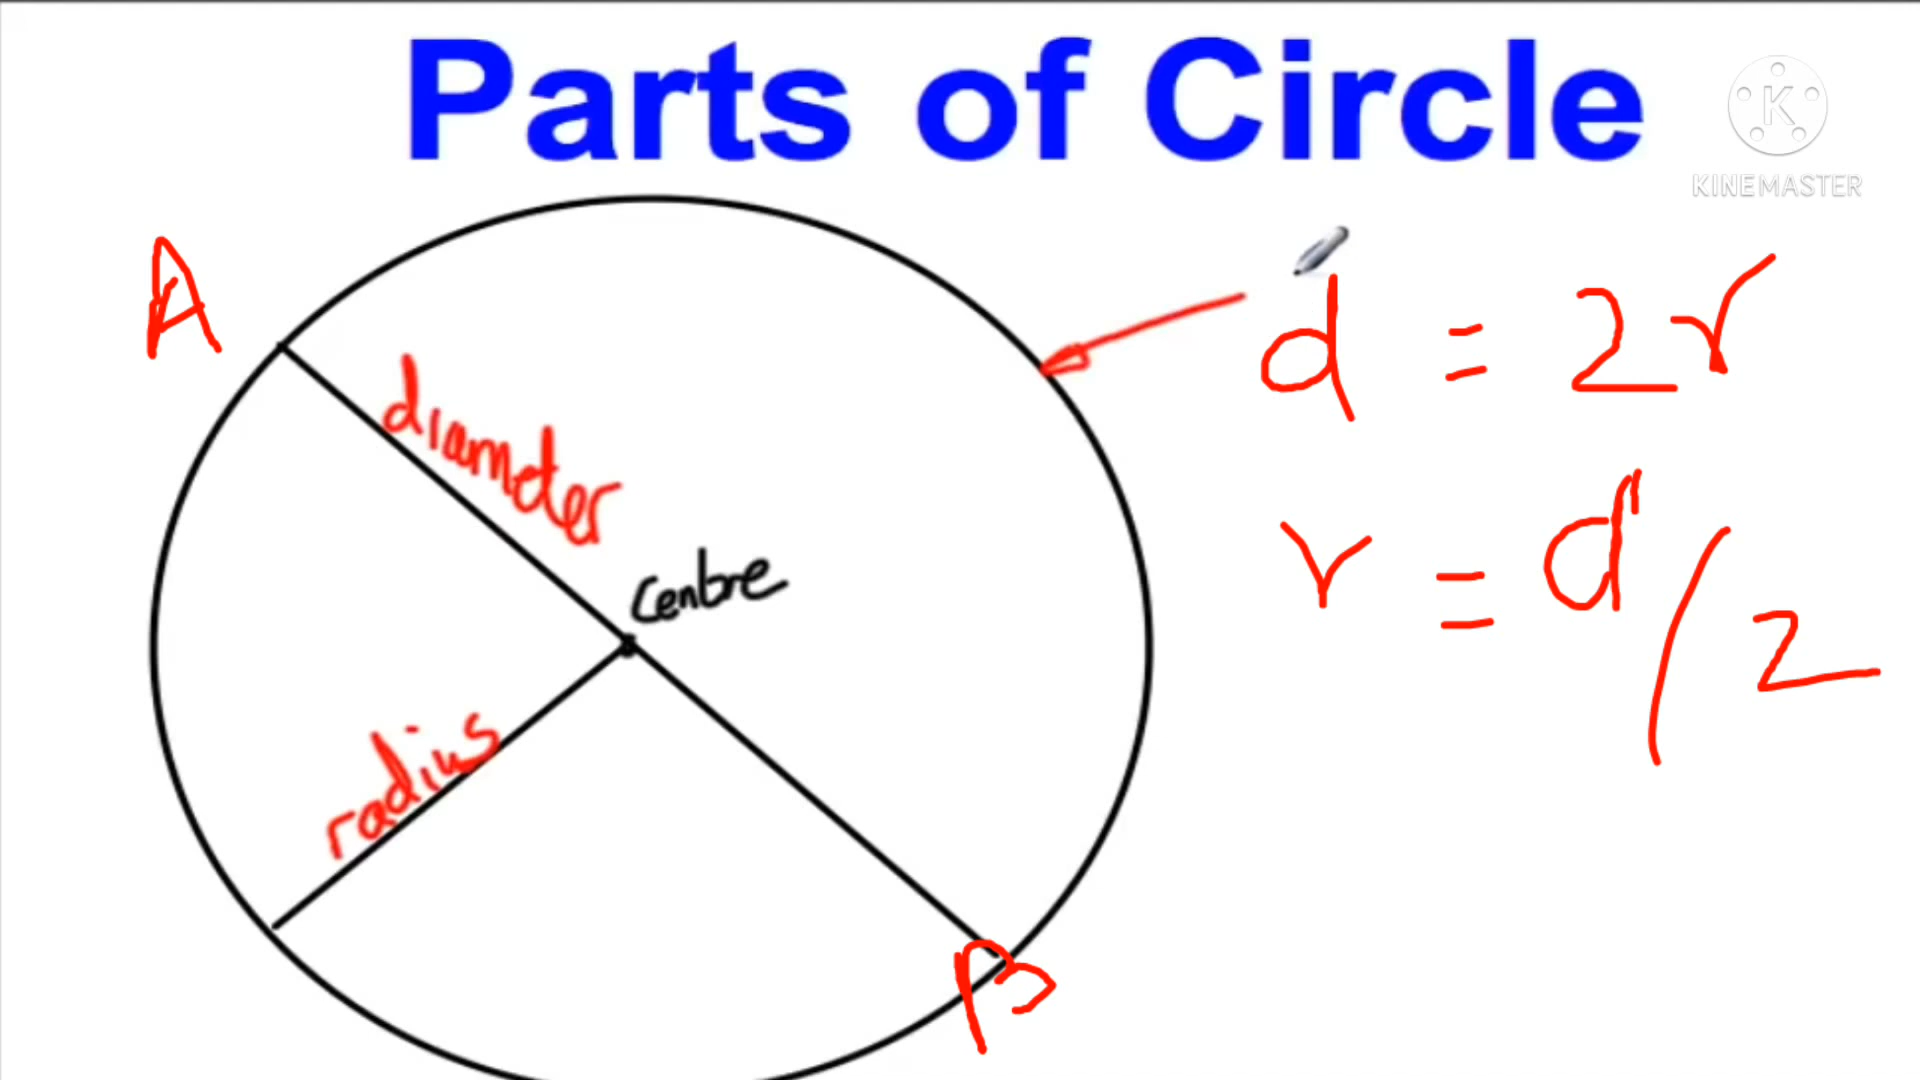 Parts of Circle
K
KINEMASTER
A
d = 2r
diameter
r = d/2
Centre
radius
B